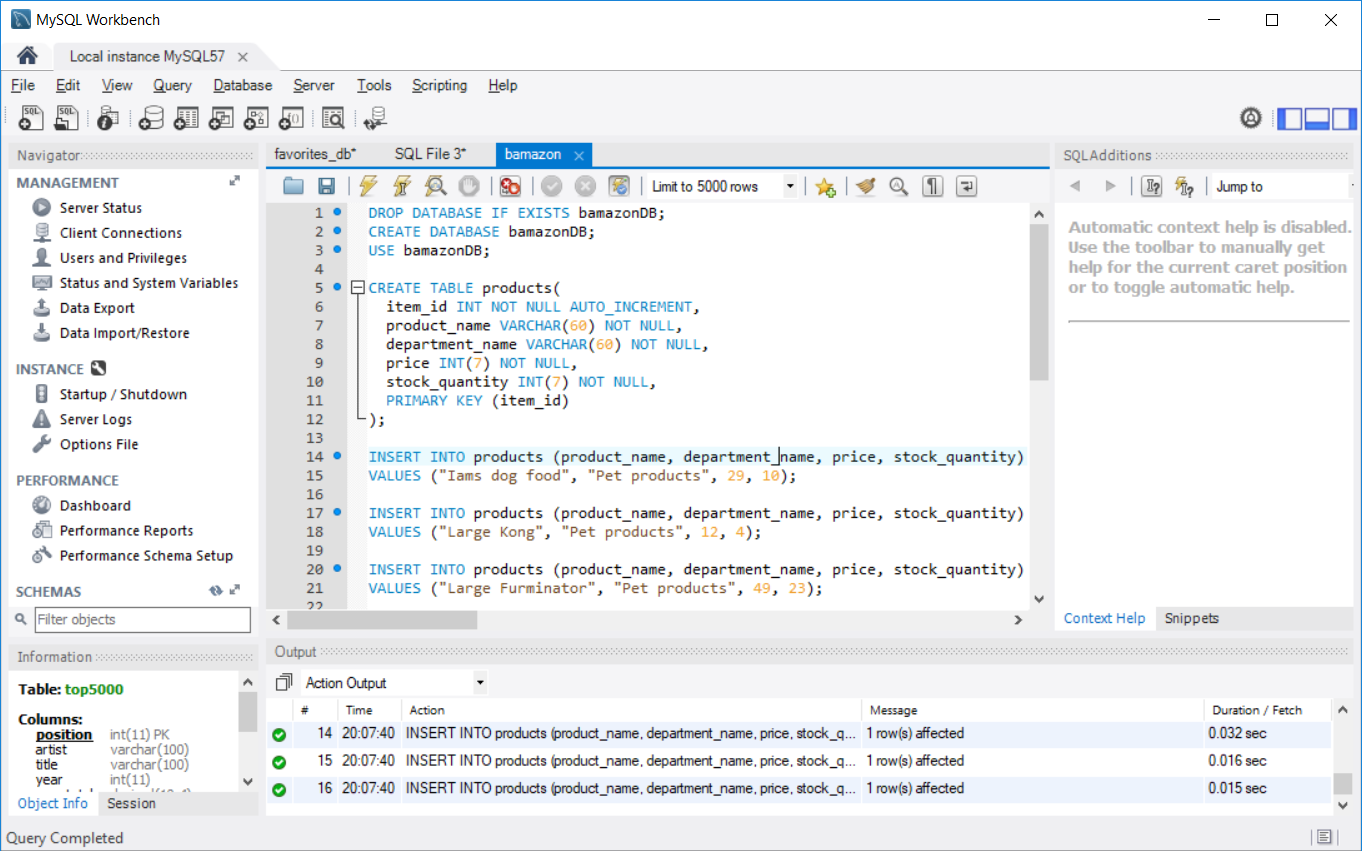 MySQL Workbench
Local instance MySQL57
File Edit View Query Database Server Tools Scripting Help
Navigator
MANAGEMENT
Server Status
Client Connections
Users and Privileges
Status and System Variables
Data Export
Data Import/Restore
INSTANCE
Startup / Shutdown
Server Logs
Options File
PERFORMANCE
Dashboard
Performance Reports
Performance Schema Setup
SCHEMAS
Filter objects
Information
Table: top5000
Columns:
position int(11) PK
artist varchar(100)
title varchar(100)
year int(11)
Object Info Session
favorites_db* SQL File 3* bamazon
Limit to 5000 rows
1 DROP DATABASE IF EXISTS bamazonDB;
2 CREATE DATABASE bamazonDB;
3 USE bamazonDB;
4
5 CREATE TABLE products(
6 item_id INT NOT NULL AUTO_INCREMENT,
7 product_name VARCHAR(60) NOT NULL,
8 department_name VARCHAR(60) NOT NULL,
9 price INT(7) NOT NULL,
10 stock_quantity INT(7) NOT NULL,
11 PRIMARY KEY (item_id)
12 );
13
14 INSERT INTO products (product_name, department_name, price, stock_quantity)
15 VALUES ("Iams dog food", "Pet products", 29, 10);
16
17 INSERT INTO products (product_name, department_name, price, stock_quantity)
18 VALUES ("Large Kong", "Pet products", 12, 4);
19
20 INSERT INTO products (product_name, department_name, price, stock_quantity)
21 VALUES ("Large Furminator", "Pet products", 49, 23);
22
SQLAdditions
Jump to
Automatic context help is disabled.
Use the toolbar to manually get
help for the current caret position
or to toggle automatic help.
Context Help Snippets
Output
Action Output
# Time Action Message Duration / Fetch
14 20:07:40 INSERT INTO products (product_name, department_name, price, stock_q... 1 row(s) affected 0.032 sec
15 20:07:40 INSERT INTO products (product_name, department_name, price, stock_q... 1 row(s) affected 0.016 sec
16 20:07:40 INSERT INTO products (product_name, department_name, price, stock_q... 1 row(s) affected 0.015 sec
Query Completed